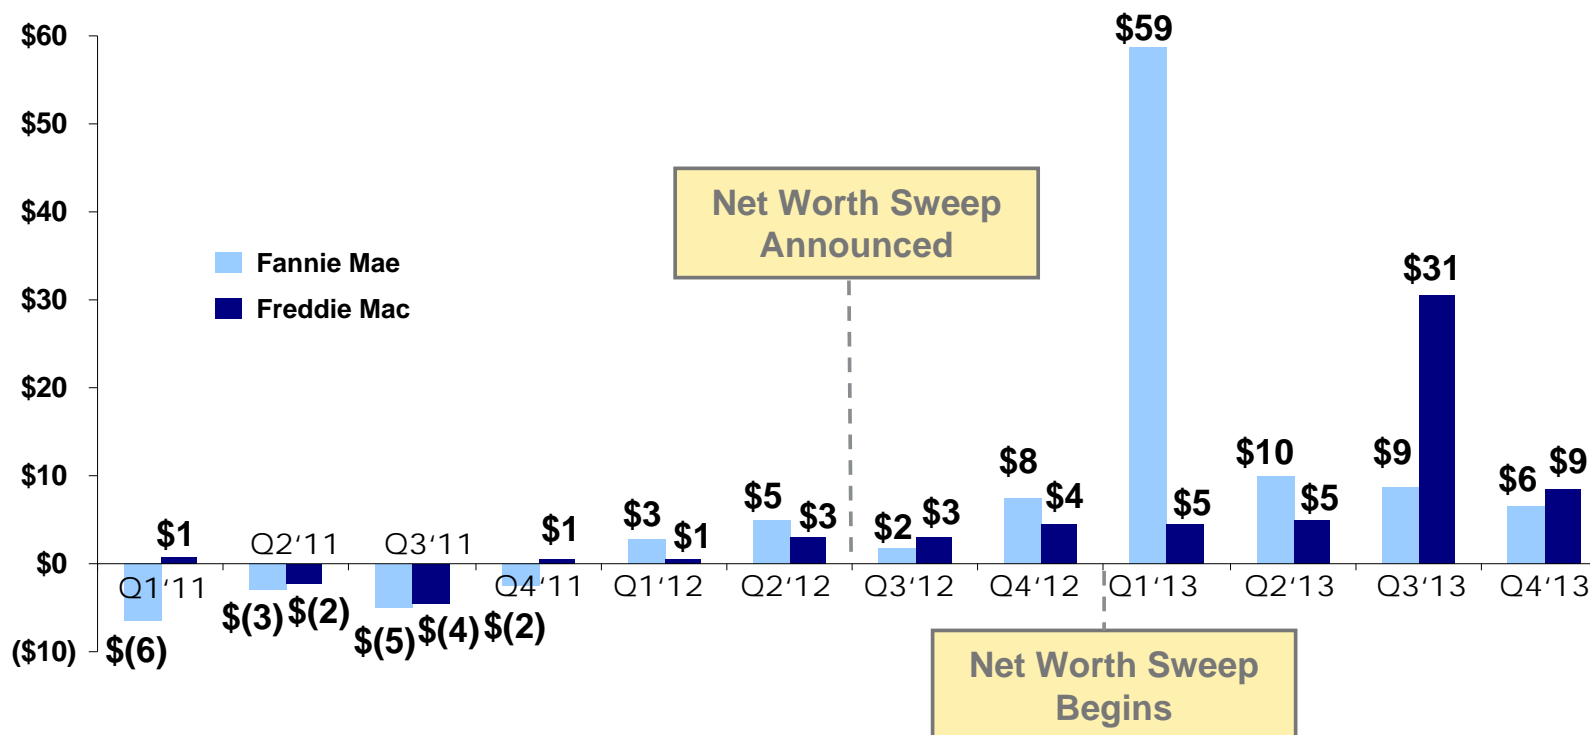 $60
$50
$40
$30
$20
$10
$0
($10)
Fannie Mae
Freddie Mac
Net Worth Sweep
Announced
Net Worth Sweep
Begins
Q1‘11
Q2‘11
Q3‘11
Q4‘11
Q1‘12
Q2‘12
Q3‘12
Q4‘12
Q1‘13
Q2‘13
Q3‘13
Q4‘13
$(6)
$1
$(3)
$(2)
$(5)
$(4)
$(2)
$1
$3
$1
$5
$3
$2
$3
$8
$4
$59
$5
$10
$5
$9
$31
$6
$9